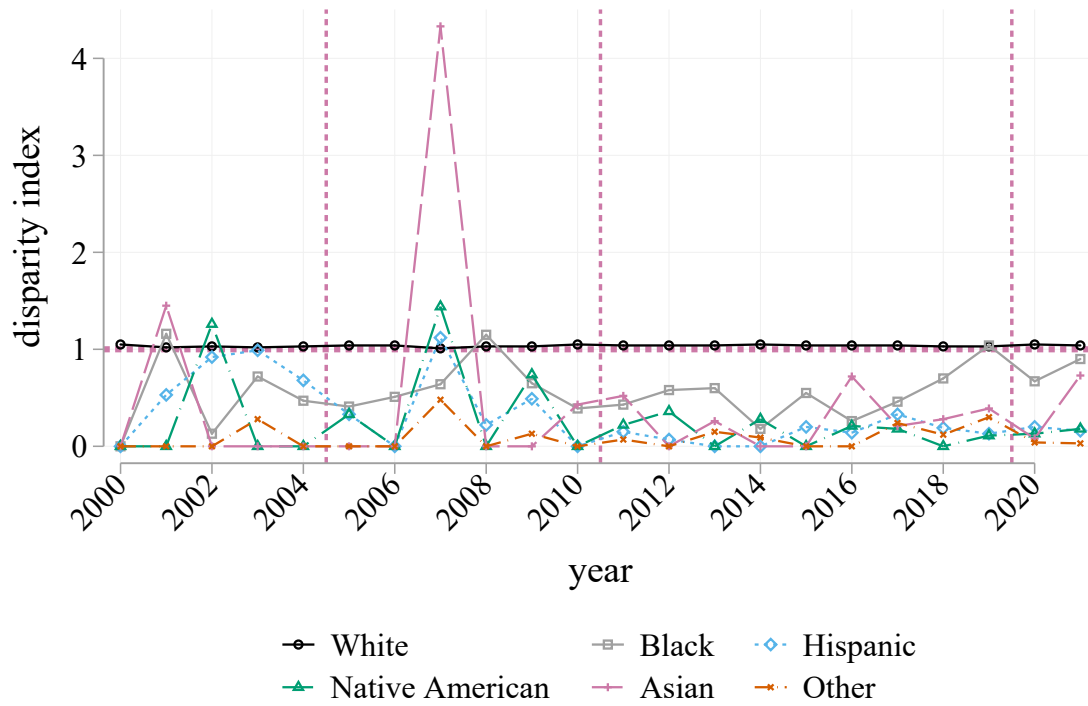 4
3
2
1
0
disparity index
2000 2002 2004 2006 2008 2010 2012 2014 2016 2018 2020
year
White Black Hispanic
Native American Asian Other